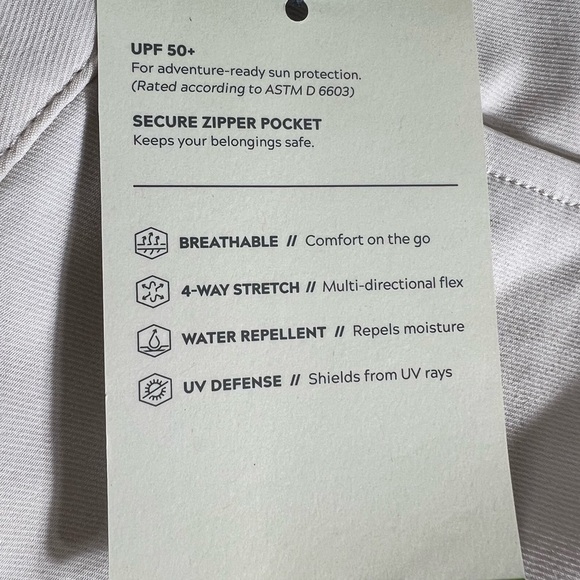 UPF 50+
For adventure-ready sun protection.
(Rated according to ASTM D 6603)
SECURE ZIPPER POCKET
Keeps your belongings safe.
BREATHABLE // Comfort on the go
4-WAY STRETCH // Multi-directional flex
WATER REPELLENT // Repels moisture
UV DEFENSE // Shields from UV rays